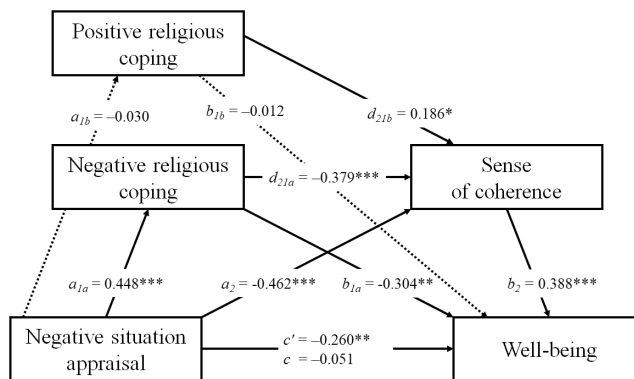 Positive religious
coping
a1b = –0.030
b1b = –0.012
d21b = 0.186*
Negative religious
coping
d21a = –0.379***
Sense
of coherence
a1a = 0.448***
a2 = -0.462***
b1a = -0.304**
b2 = 0.388***
Negative situation
appraisal
c' = –0.260**
c = –0.051
Well-being